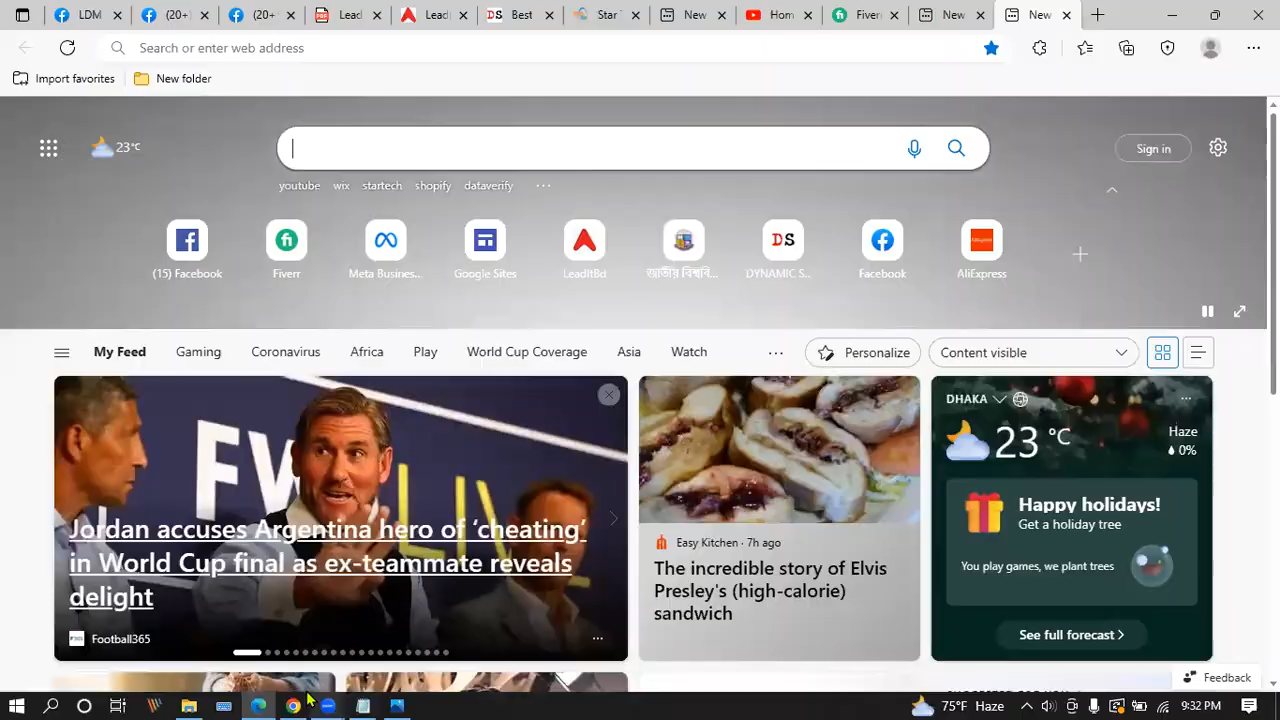 LDM
(20+
(20+
Lead
Lead
Best
Star
New
Hom
Fiver
New
New
Search or enter web address
Import favorites
New folder
23°C
Sign in
youtube wix startech shopify dataverify ...
(15) Facebook
Fiverr
Meta Busines...
Google Sites
LeadItBd
জাতীয় বিশ্ববি...
DS
DYNAMIC S...
Facebook
AliExpress
My Feed Gaming Coronavirus Africa Play World Cup Coverage Asia Watch ...
Personalize
Content visible
Jordan accuses Argentina hero of ‘cheating’
in World Cup final as ex-teammate reveals
delight
Football365
Easy Kitchen · 7h ago
The incredible story of Elvis
Presley's (high-calorie)
sandwich
DHAKA
23 °C
Haze
0%
Happy holidays!
Get a holiday tree
You play games, we plant trees
See full forecast
Feedback
75°F Haze
9:32 PM